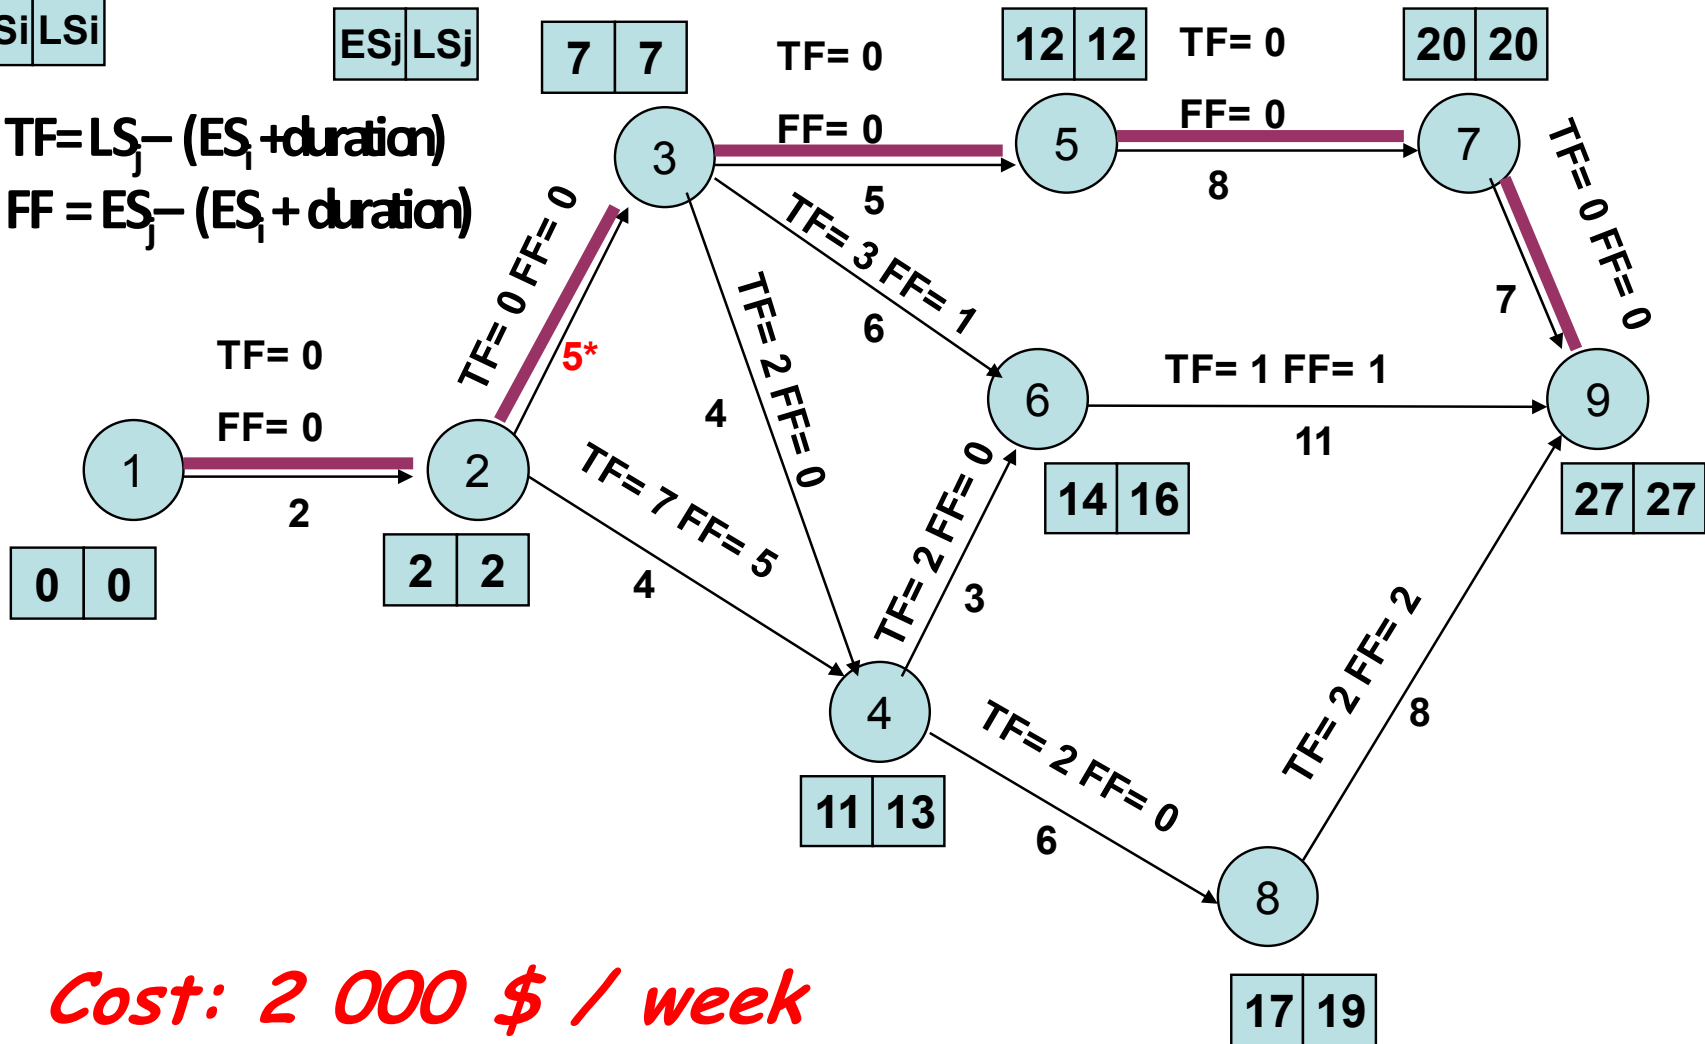 Si LSi
ESj LSj
7 7
TF= 0
FF= 0
12 12
TF= 0
FF= 0
20 20
TF=LSj– (ESi +duration)
FF = ESj– (ESi + duration)
3
5
7
5
8
TF= 0 FF= 0
TF= 0 FF= 0
5*
TF= 3 FF= 1
6
TF= 2 FF= 0
4
7
TF= 0
FF= 0
1
2
2
0 0
2 2
TF= 7 FF= 5
4
6
TF= 1 FF= 1
11
9
14 16
27 27
TF= 2 FF= 0
3
4
11 13
TF= 2 FF= 0
6
TF= 2 FF= 2
8
8
17 19
Cost: 2 000 $ / week